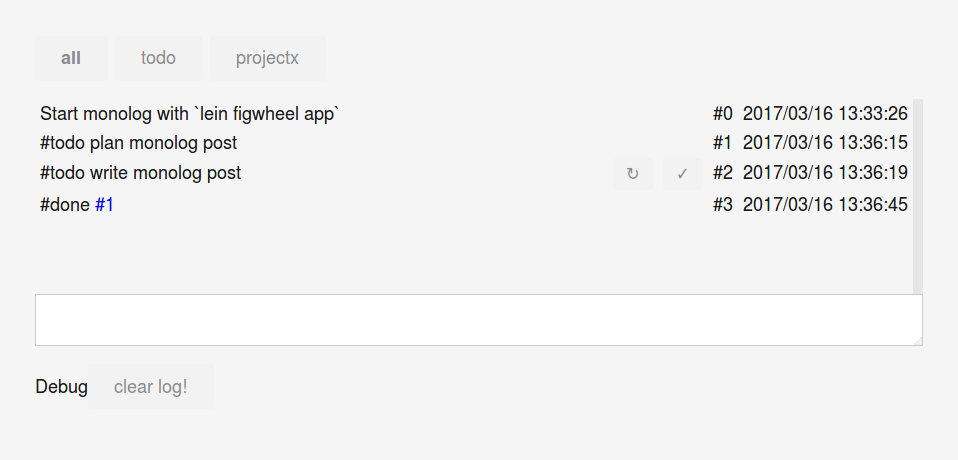 all todo projectx
Start monolog with `lein figwheel app` #0 2017/03/16 13:33:26
#todo plan monolog post #1 2017/03/16 13:36:15
#todo write monolog post ↻ ✓ #2 2017/03/16 13:36:19
#done #1 #3 2017/03/16 13:36:45
Debug clear log!